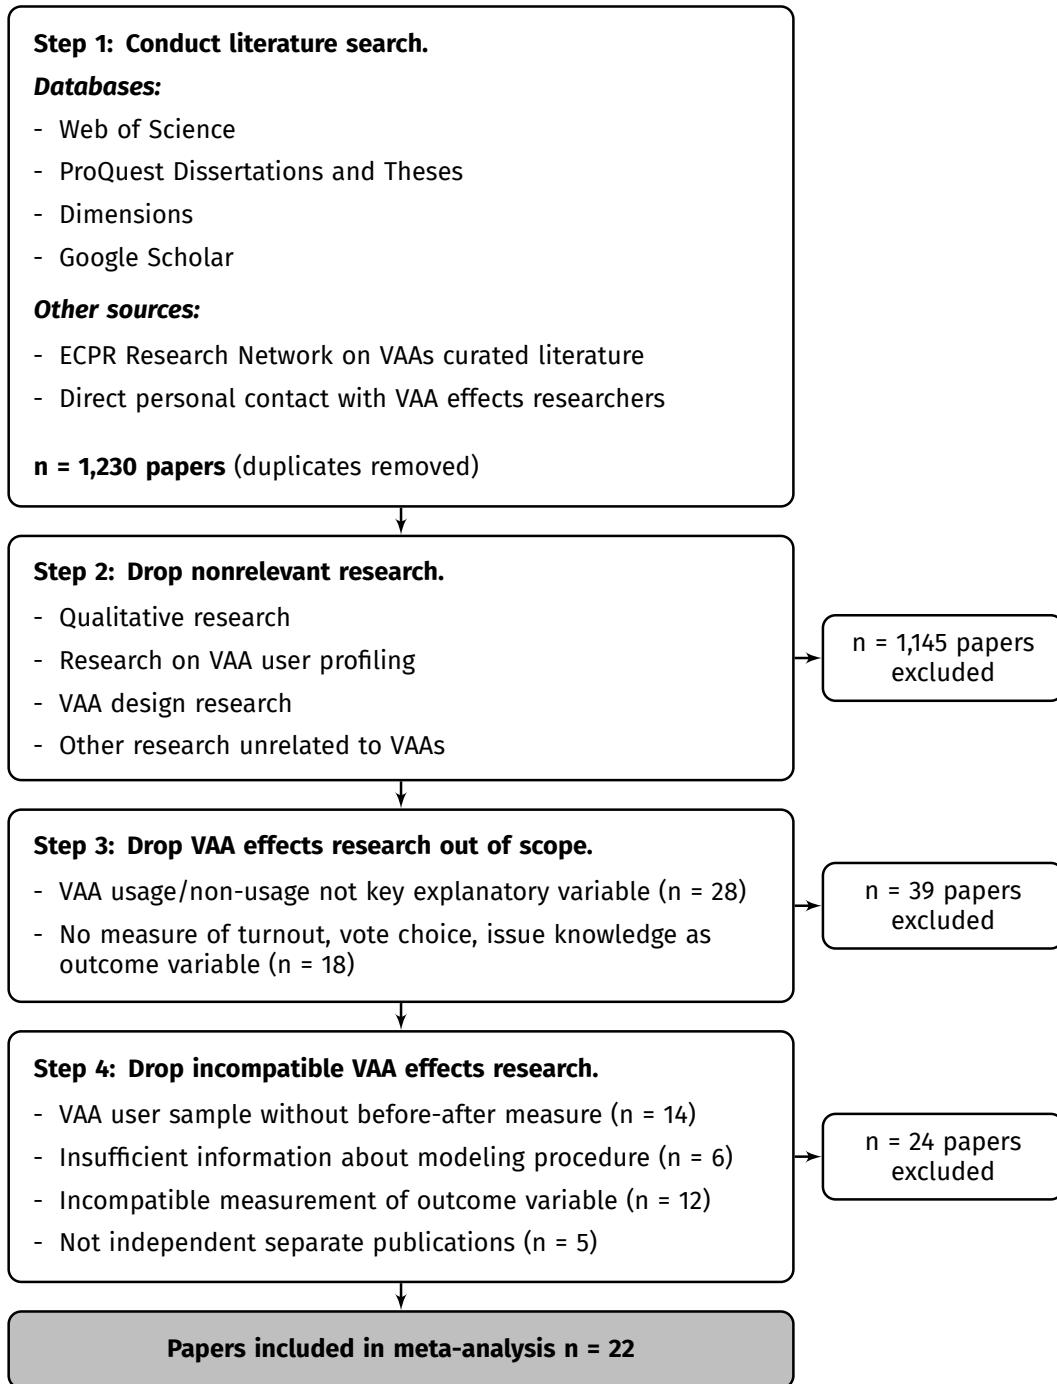 Step 1: Conduct literature search.
Databases:
- Web of Science
- ProQuest Dissertations and Theses
- Dimensions
- Google Scholar
Other sources:
- ECPR Research Network on VAAs curated literature
- Direct personal contact with VAA effects researchers
n = 1,230 papers (duplicates removed)
Step 2: Drop nonrelevant research.
- Qualitative research
- Research on VAA user profiling
- VAA design research
- Other research unrelated to VAAs
n = 1,145 papers
excluded
Step 3: Drop VAA effects research out of scope.
- VAA usage/non-usage not key explanatory variable (n = 28)
- No measure of turnout, vote choice, issue knowledge as
outcome variable (n = 18)
n = 39 papers
excluded
Step 4: Drop incompatible VAA effects research.
- VAA user sample without before-after measure (n = 14)
- Insufficient information about modeling procedure (n = 6)
- Incompatible measurement of outcome variable (n = 12)
- Not independent separate publications (n = 5)
n = 24 papers
excluded
Papers included in meta-analysis n = 22